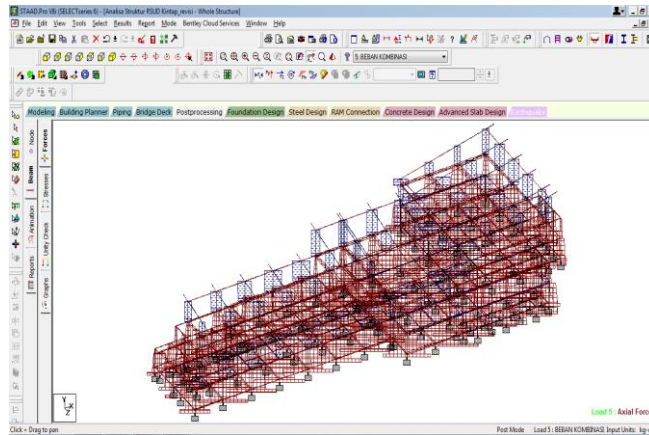 STAAD.Pro V8i (SELECTseries 6) - [Analisa Struktur RSUD Kintap_revisi - Whole Structure]
File Edit View Tools Select Results Report Mode Bentley Cloud Services Window Help
5: BEBAN KOMBINASI
Modeling Building Planner Piping Bridge Deck Postprocessing Foundation Design Steel Design RAM Connection Concrete Design Advanced Slab Design Earthquake
Node
Beam
Animation
Reports
Forces
Stresses
Unity Check
Graphs
Y
X
Z
Load 5 : Axial Forc
Click + Drag to pan
Post Mode Load 5 : BEBAN KOMBINASI Input Units: kg-